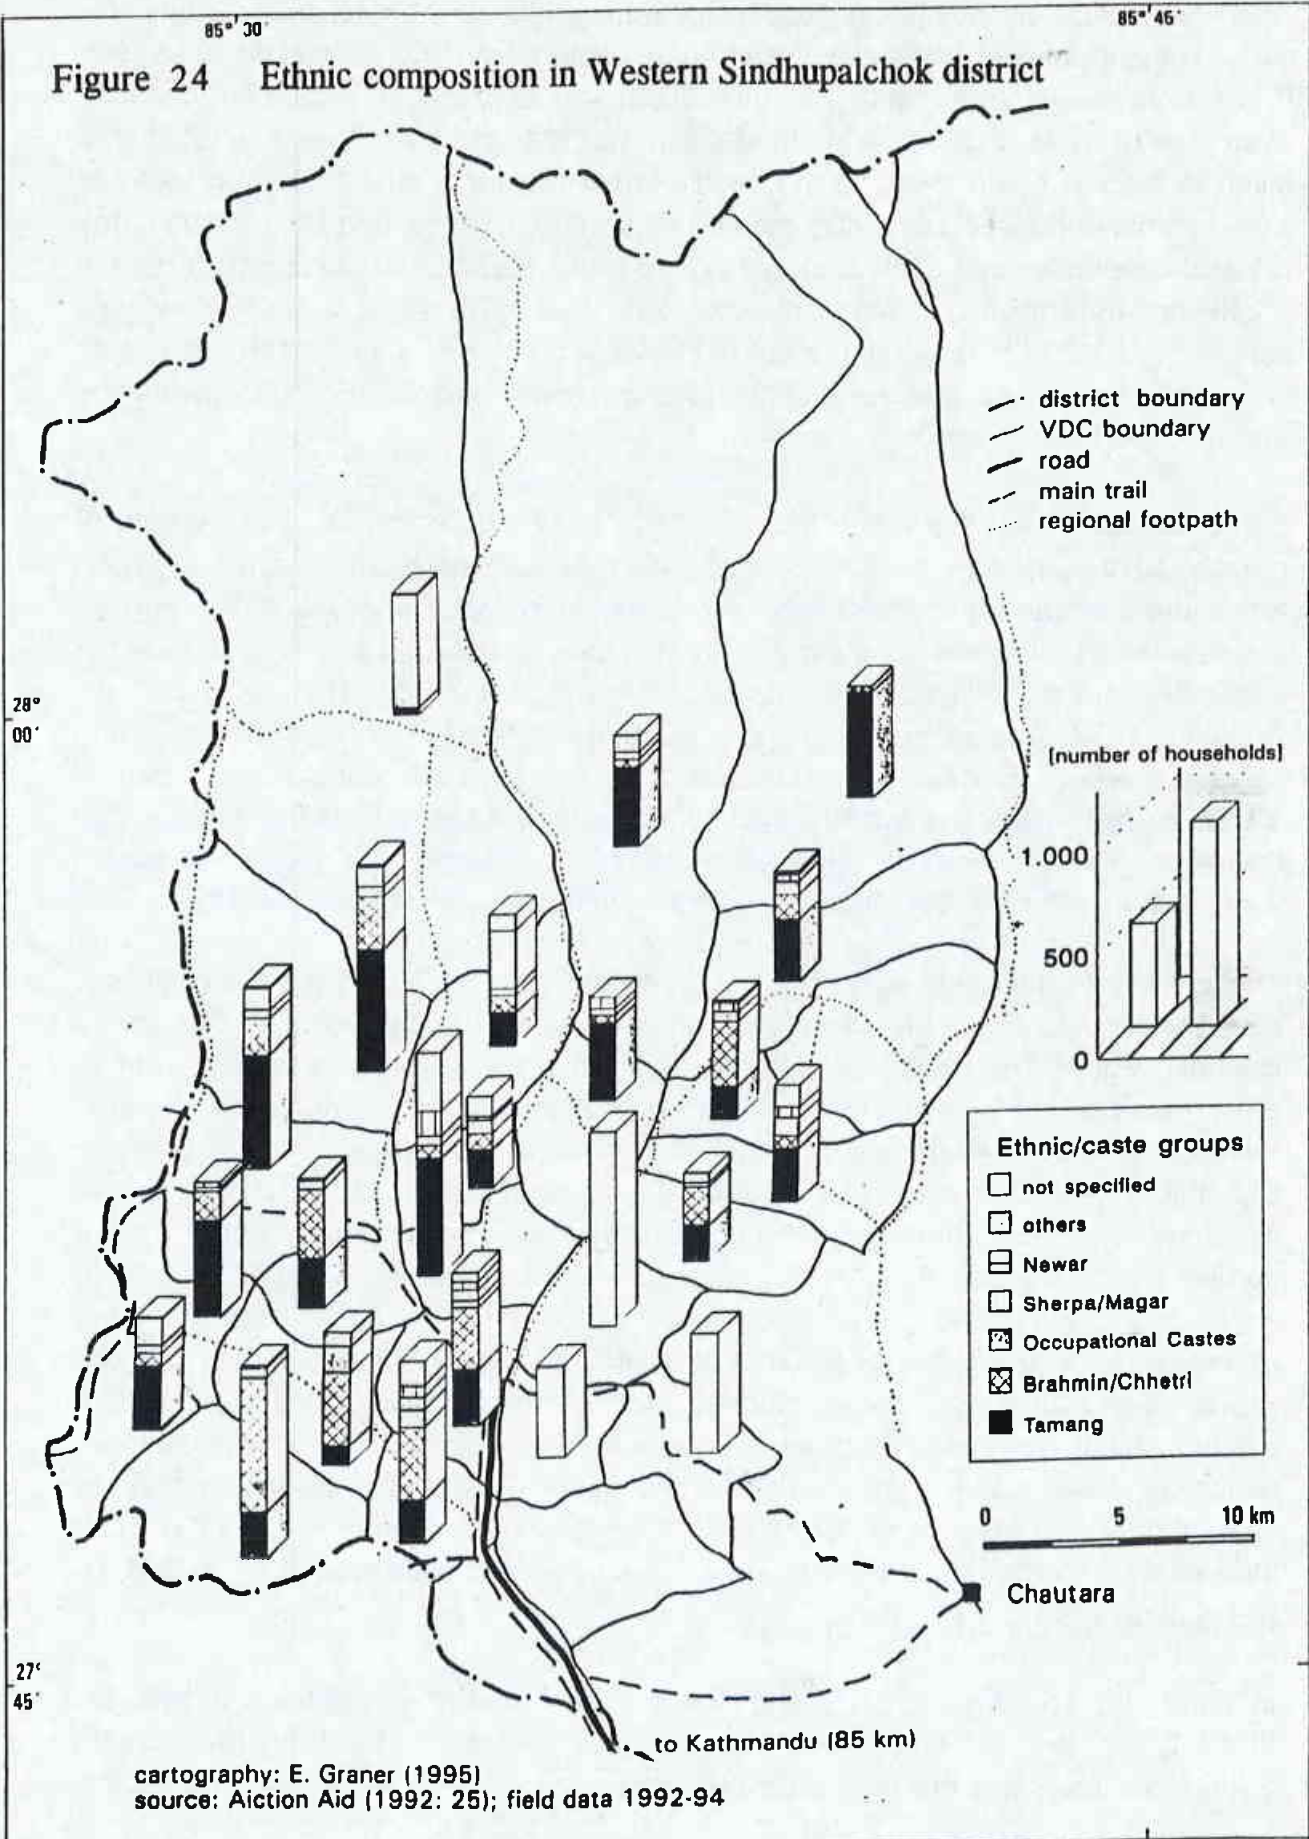 85° 30'
85° 45'
Figure 24 Ethnic composition in Western Sindhupalchok district
district boundary
VDC boundary
road
main trail
regional footpath
28°
00'
[number of households]
1.000
500
0
Ethnic/caste groups
not specified
others
Newar
Sherpa/Magar
Occupational Castes
Brahmin/Chhetri
Tamang
0 5 10 km
Chautara
27°
45'
to Kathmandu (85 km)
cartography: E. Graner (1995)
source: Aiction Aid (1992: 25); field data 1992-94